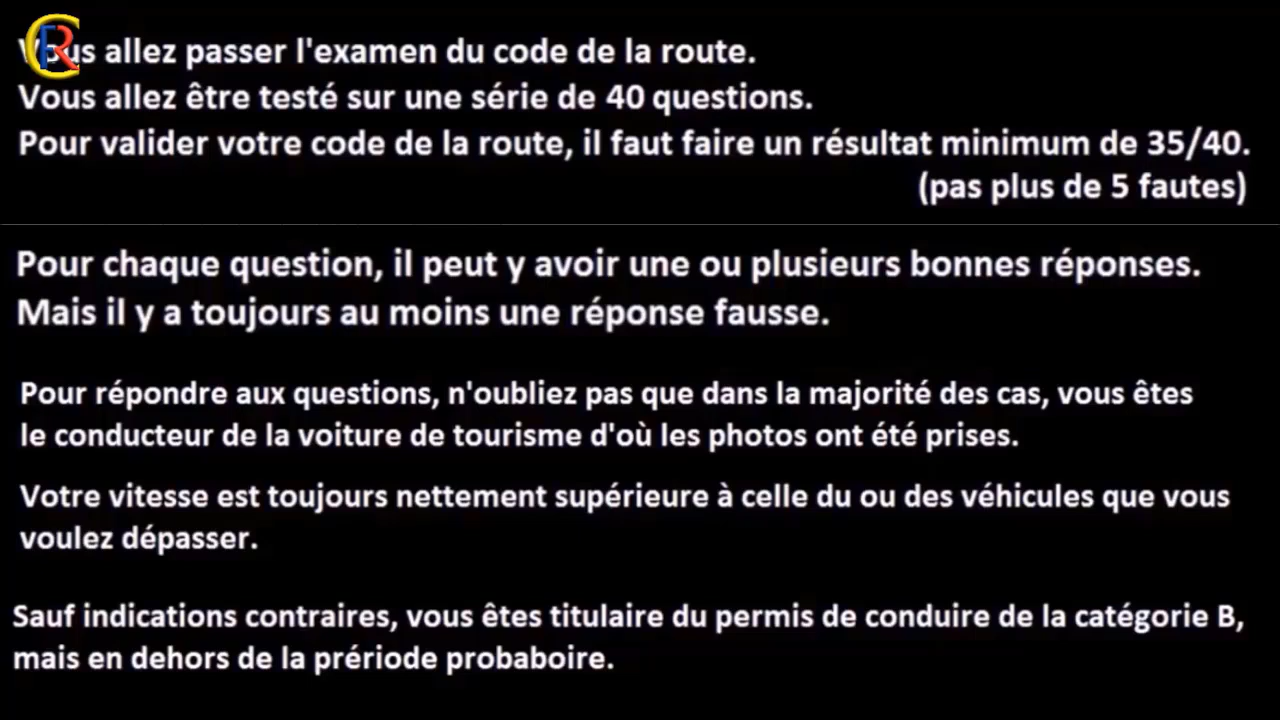 Vous allez passer l'examen du code de la route.
Vous allez être testé sur une série de 40 questions.
Pour valider votre code de la route, il faut faire un résultat minimum de 35/40.
(pas plus de 5 fautes)
Pour chaque question, il peut y avoir une ou plusieurs bonnes réponses.
Mais il y a toujours au moins une réponse fausse.
Pour répondre aux questions, n'oubliez pas que dans la majorité des cas, vous êtes
le conducteur de la voiture de tourisme d'où les photos ont été prises.
Votre vitesse est toujours nettement supérieure à celle du ou des véhicules que vous
voulez dépasser.
Sauf indications contraires, vous êtes titulaire du permis de conduire de la catégorie B,
mais en dehors de la prériode probaboire.